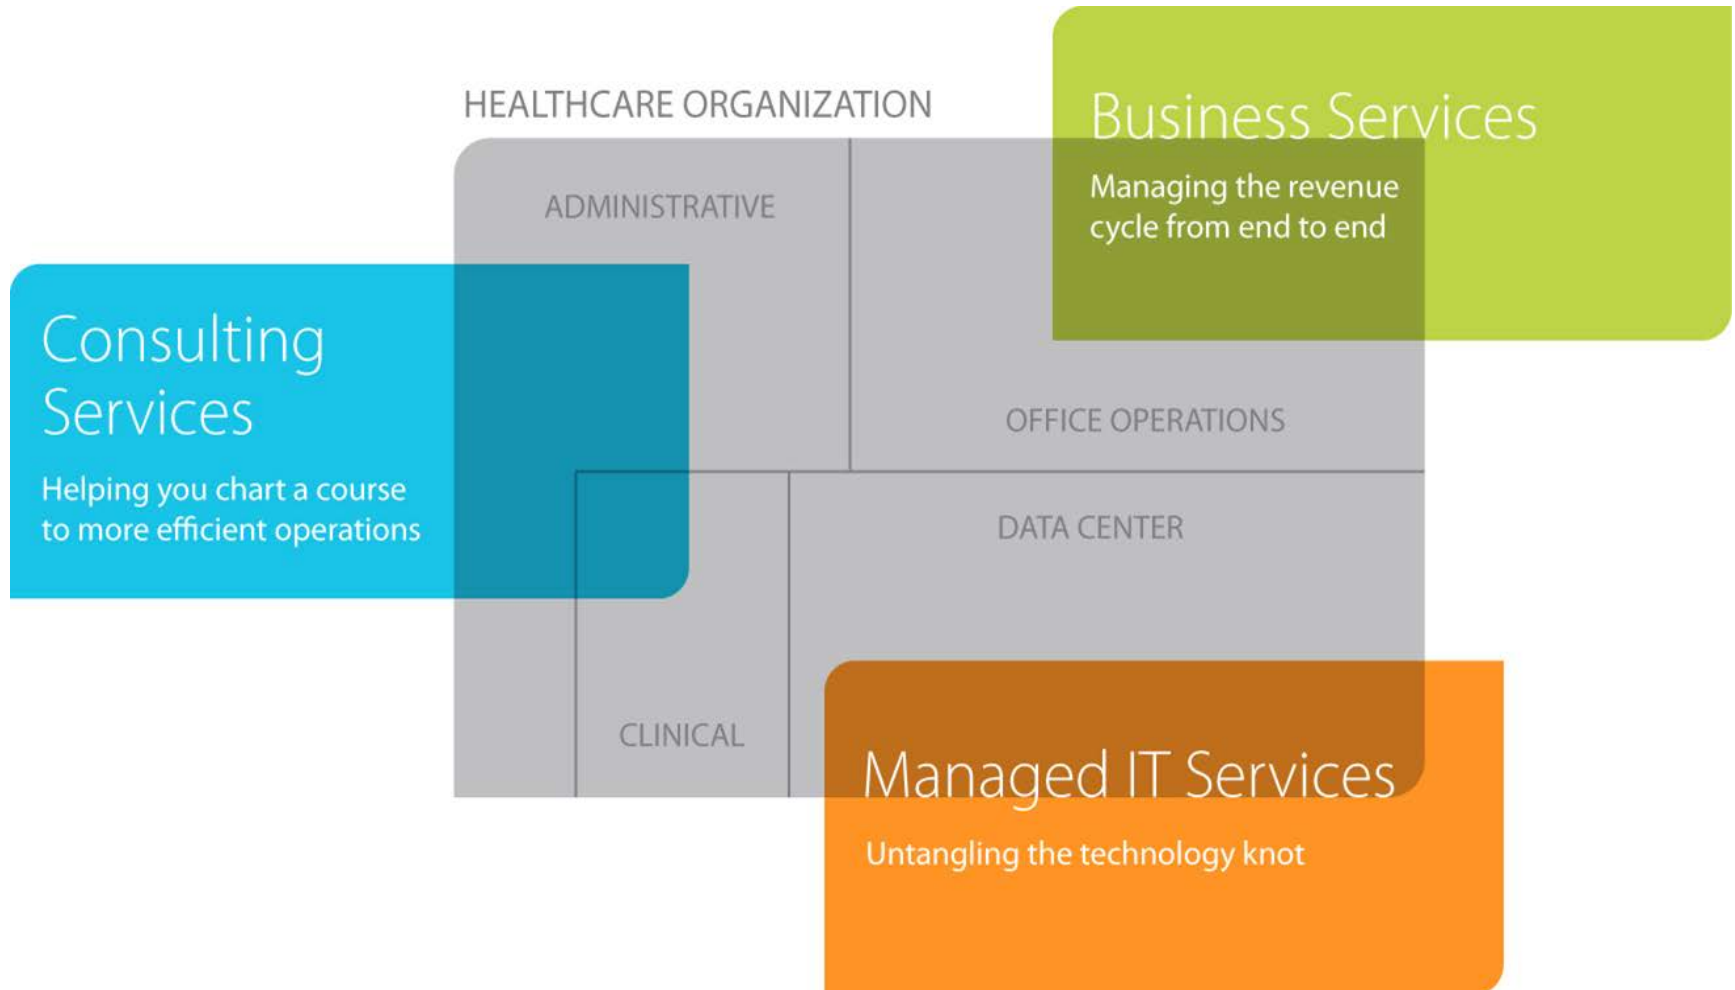 HEALTHCARE ORGANIZATION
Business Services
Managing the revenue
cycle from end to end
ADMINISTRATIVE
Consulting
Services
Helping you chart a course
to more efficient operations
OFFICE OPERATIONS
DATA CENTER
CLINICAL
Managed IT Services
Untangling the technology knot